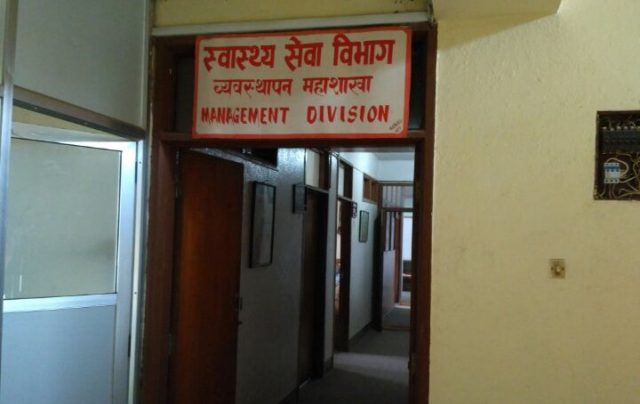 स्वास्थ्य सेवा विभाग
व्यवस्थापन महाशाखा
MANAGEMENT DIVISION